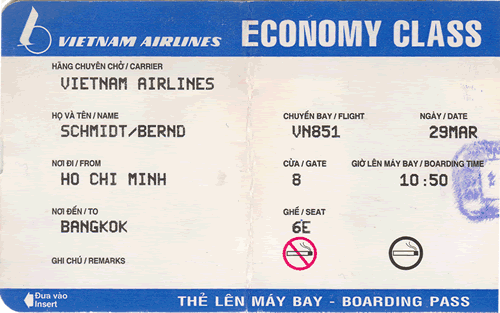 VIETNAM AIRLINES ECONOMY CLASS
HÃNG CHUYÊN CHỞ / CARRIER
VIETNAM AIRLINES
HỌ VÀ TÊN / NAME CHUYẾN BAY / FLIGHT NGÀY / DATE
SCHMIDT/BERND VN851 29MAR
NƠI ĐI / FROM CỬA / GATE GIỜ LÊN MÁY BAY / BOARDING TIME
HO CHI MINH 8 10:50
NƠI ĐẾN / TO GHẾ / SEAT
BANGKOK 6E
GHI CHÚ / REMARKS
Đưa vào
Insert
THẺ LÊN MÁY BAY - BOARDING PASS